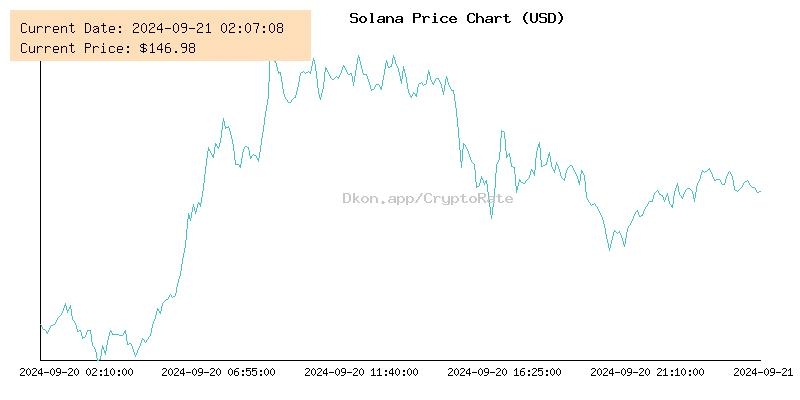 Solana Price Chart (USD)
Current Date: 2024-09-21 02:07:08
Current Price: $146.98
Dkon.app/CryptoRate
2024-09-20 02:10:00 2024-09-20 06:55:00 2024-09-20 11:40:00 2024-09-20 16:25:00 2024-09-20 21:10:00 2024-09-21